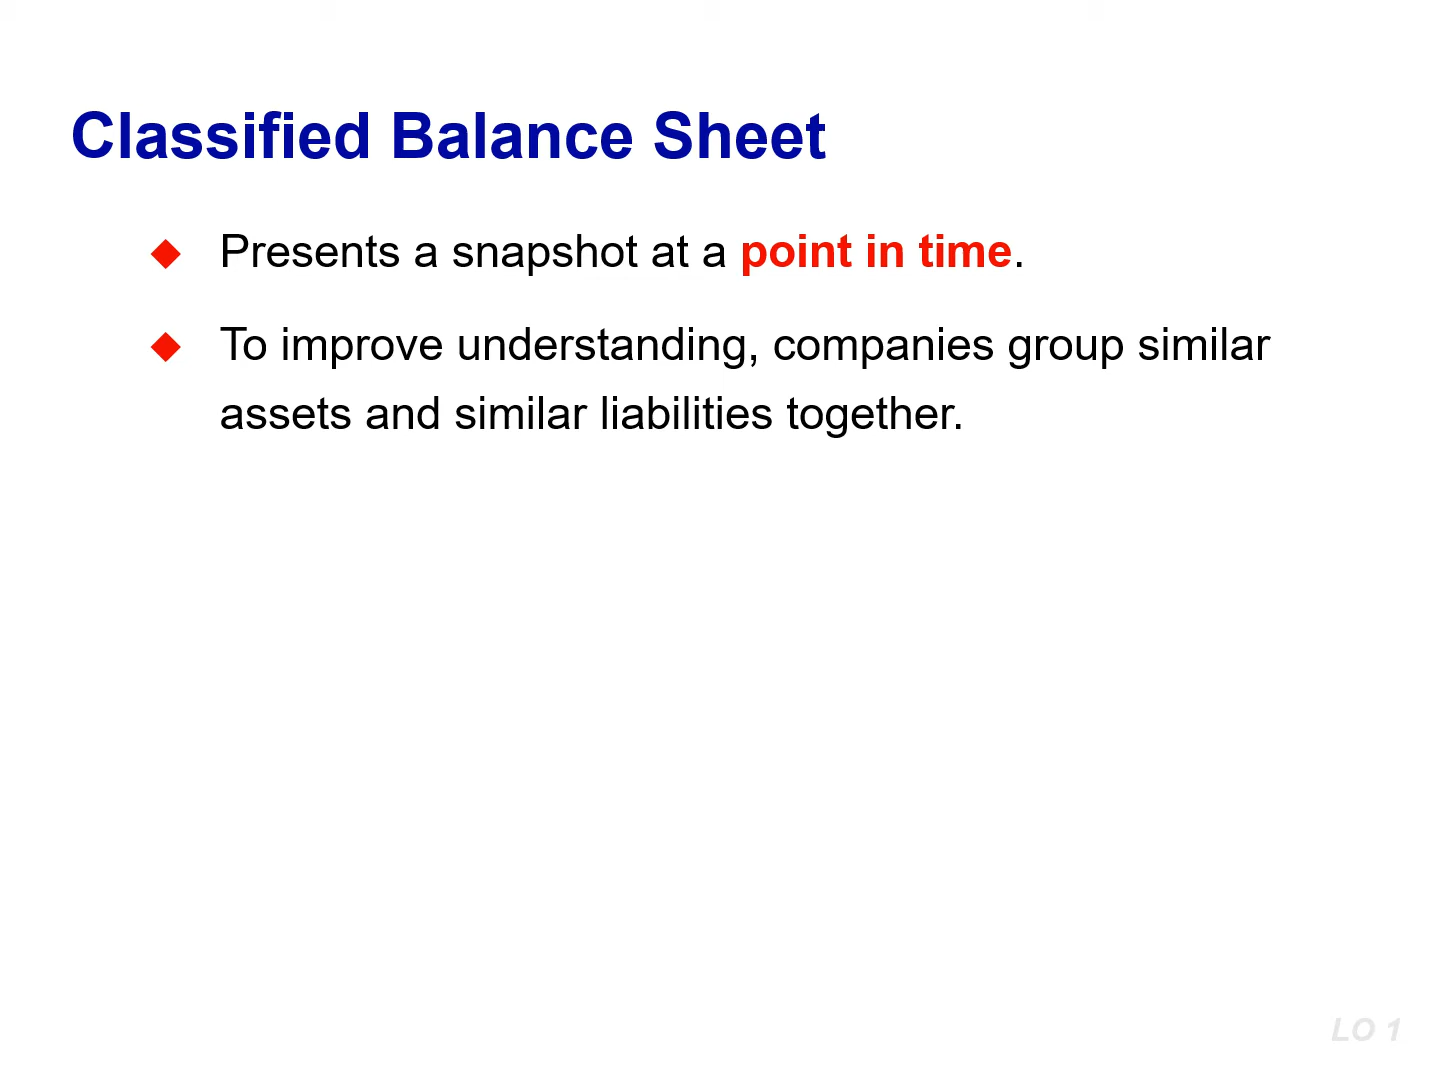 Classified Balance Sheet
◆ Presents a snapshot at a point in time.
◆ To improve understanding, companies group similar
assets and similar liabilities together.
LO 1